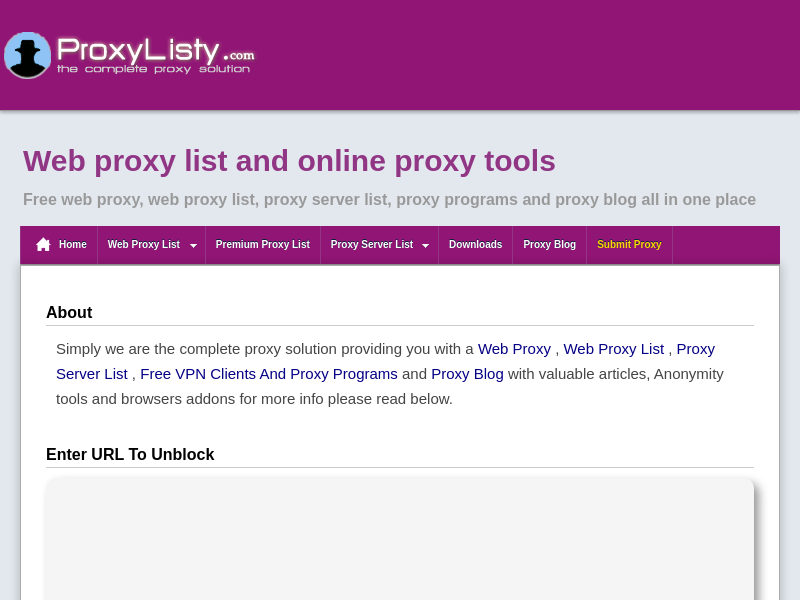 ProxyListy.com
the complete proxy solution
Web proxy list and online proxy tools
Free web proxy, web proxy list, proxy server list, proxy programs and proxy blog all in one place
Home Web Proxy List Premium Proxy List Proxy Server List Downloads Proxy Blog Submit Proxy
About
Simply we are the complete proxy solution providing you with a Web Proxy , Web Proxy List , Proxy
Server List , Free VPN Clients And Proxy Programs and Proxy Blog with valuable articles, Anonymity
tools and browsers addons for more info please read below.
Enter URL To Unblock